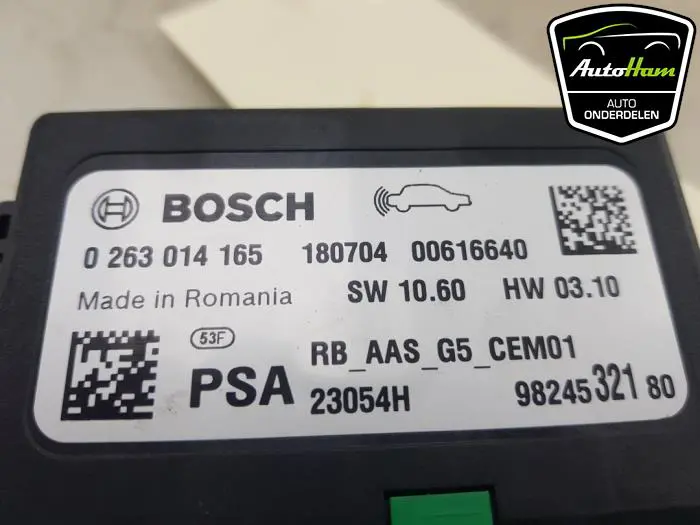 AutoHam
AUTO
ONDERDELEN
BOSCH
0 263 014 165 180704 00616640
Made in Romania SW 10.60 HW 03.10
53F
PSA RB_AAS_G5_CEM01
23054H 98245 321 80